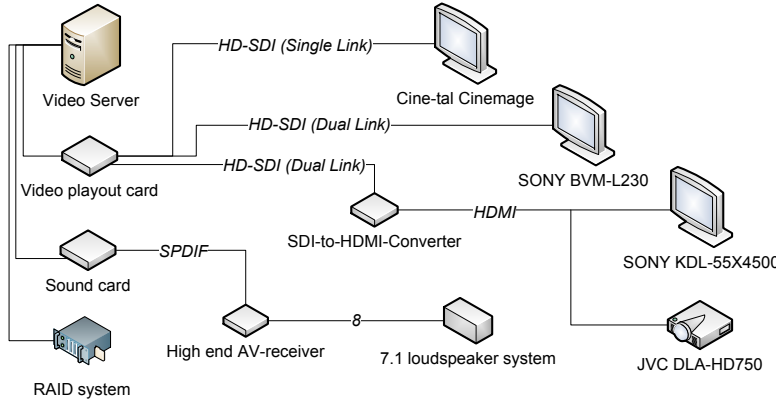 HD-SDI (Single Link)
Video Server
Cine-tal Cinemage
HD-SDI (Dual Link)
HD-SDI (Dual Link)
Video playout card
SONY BVM-L230
HDMI
SDI-to-HDMI-Converter
SPDIF
SONY KDL-55X4500
Sound card
8
High end AV-receiver
7.1 loudspeaker system
JVC DLA-HD750
RAID system